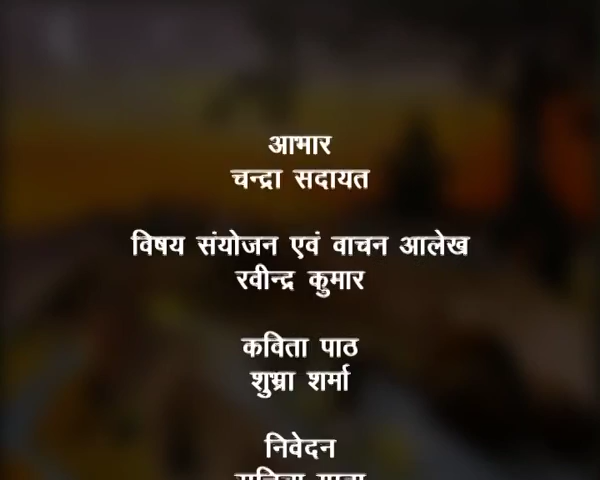 आभार
चन्द्रा सदायत
विषय संयोजन एवं वाचन आलेख
रवीन्द्र कुमार
कविता पाठ
शुभ्रा शर्मा
निवेदन